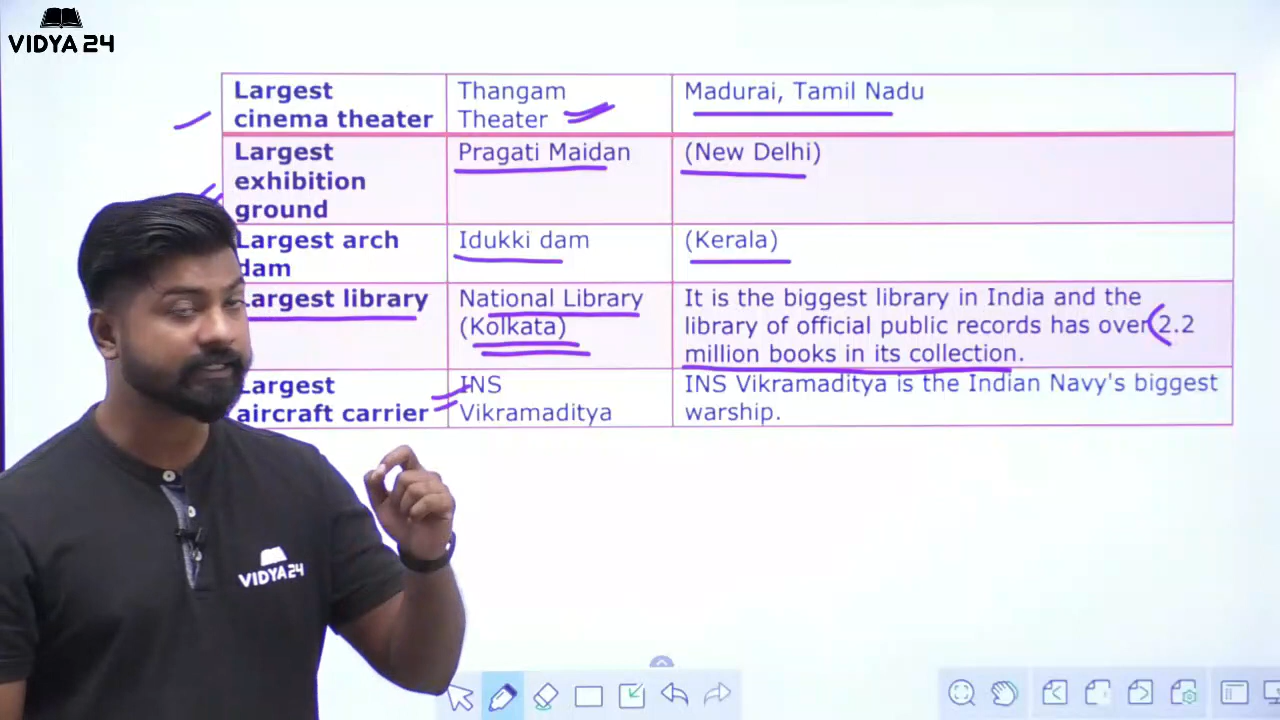 VIDYA 24
Largest
cinema theater
Thangam
Theater
Madurai, Tamil Nadu
Largest
exhibition
ground
Pragati Maidan
(New Delhi)
Largest arch
dam
Idukki dam
(Kerala)
Largest library
National Library
(Kolkata)
It is the biggest library in India and the
library of official public records has over 2.2
million books in its collection.
Largest
aircraft carrier
INS
Vikramaditya
INS Vikramaditya is the Indian Navy's biggest
warship.
VIDYA 24